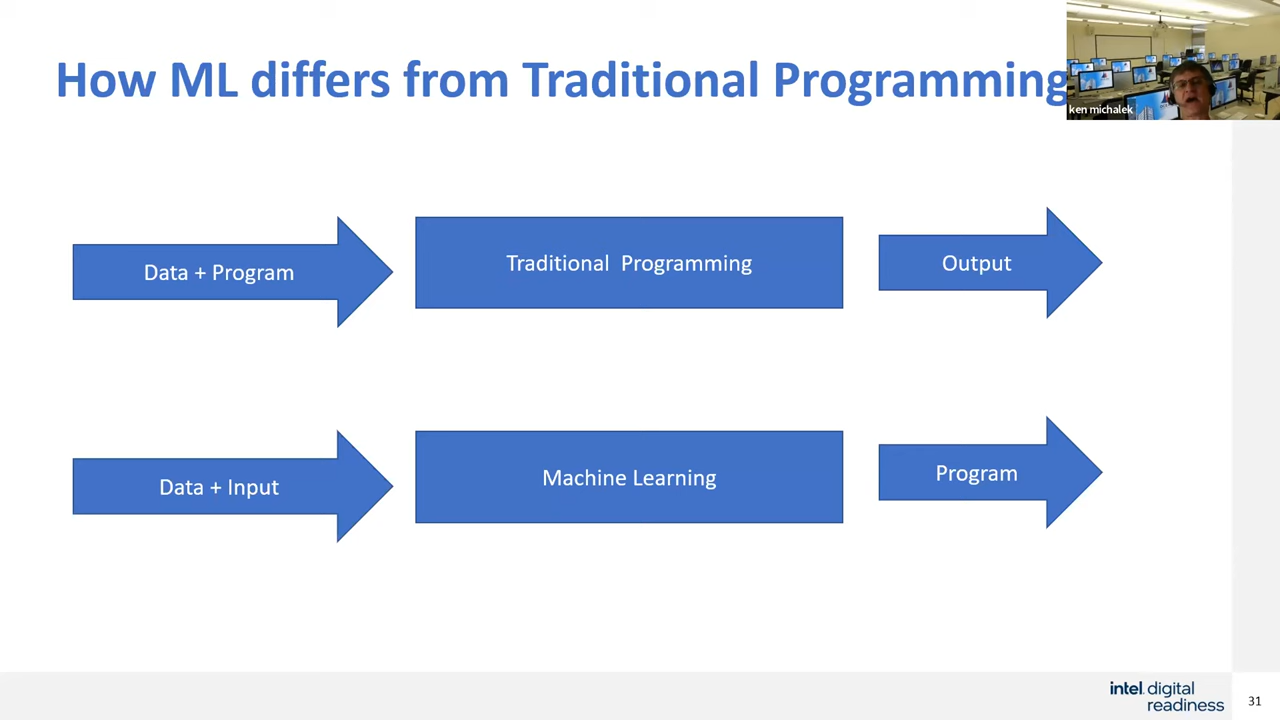 How ML differs from Traditional Programming
ken michalek
Data + Program
Traditional Programming
Output
Data + Input
Machine Learning
Program
intel digital
readiness
31